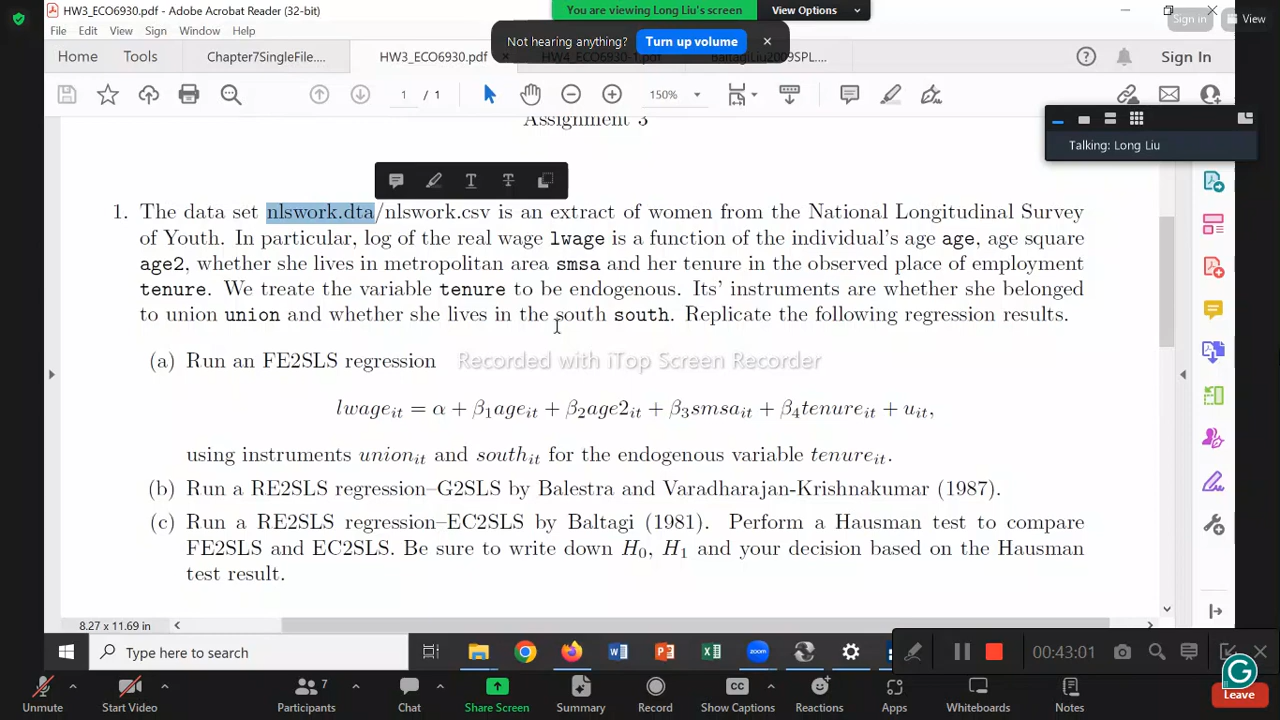 HW3_ECO6930.pdf - Adobe Acrobat Reader (32-bit)
You are viewing Long Liu's screen
View Options
Sign in
View
File Edit View Sign Window Help
Not hearing anything? Turn up volume
Home Tools Chapter7SingleFile.... HW3_ECO6930.pdf HW4_ECO6930-1.pdf BaltagiLiu2009SPL.... Sign In
1 / 1 150%
Talking: Long Liu
Assignment 3
1. The data set nlswork.dta/nlswork.csv is an extract of women from the National Longitudinal Survey
of Youth. In particular, log of the real wage lwage is a function of the individual's age age, age square
age2, whether she lives in metropolitan area smsa and her tenure in the observed place of employment
tenure. We treate the variable tenure to be endogenous. Its' instruments are whether she belonged
to union union and whether she lives in the south south. Replicate the following regression results.
(a) Run an FE2SLS regression
Recorded with iTop Screen Recorder
lwage_it = α + β₁age_it + β₂age2_it + β₃smsa_it + β₄tenure_it + u_it,
using instruments union_it and south_it for the endogenous variable tenure_it.
(b) Run a RE2SLS regression–G2SLS by Balestra and Varadharajan-Krishnakumar (1987).
(c) Run a RE2SLS regression–EC2SLS by Baltagi (1981). Perform a Hausman test to compare
FE2SLS and EC2SLS. Be sure to write down H₀, H₁ and your decision based on the Hausman
test result.
8.27 x 11.69 in
Type here to search
00:43:01
7
Unmute Start Video Participants Chat Share Screen Summary Record Show Captions Reactions Apps Whiteboards Notes Leave